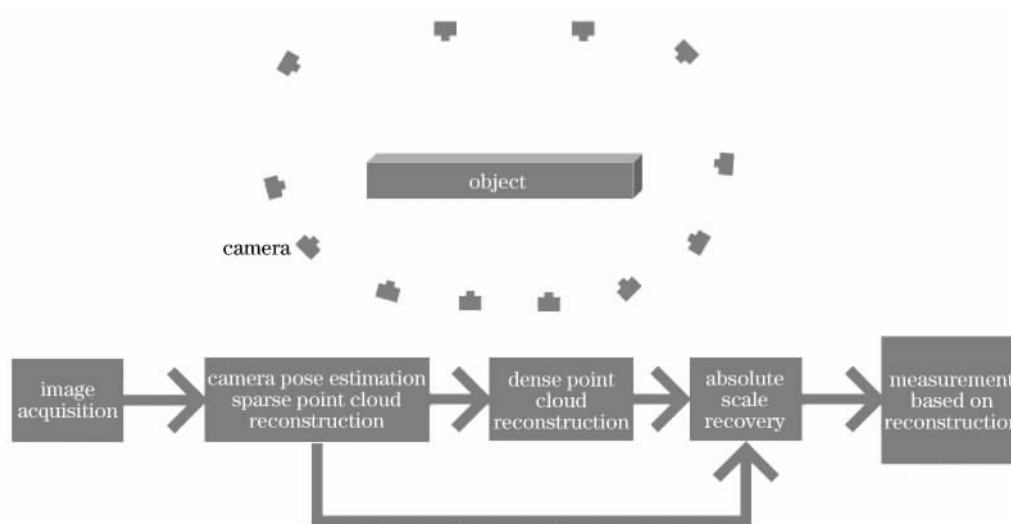 object
camera
image
acquisition
camera pose estimation
sparse point cloud
reconstruction
dense point
cloud
reconstruction
absolute
scale
recovery
measurement
based on
reconstruction